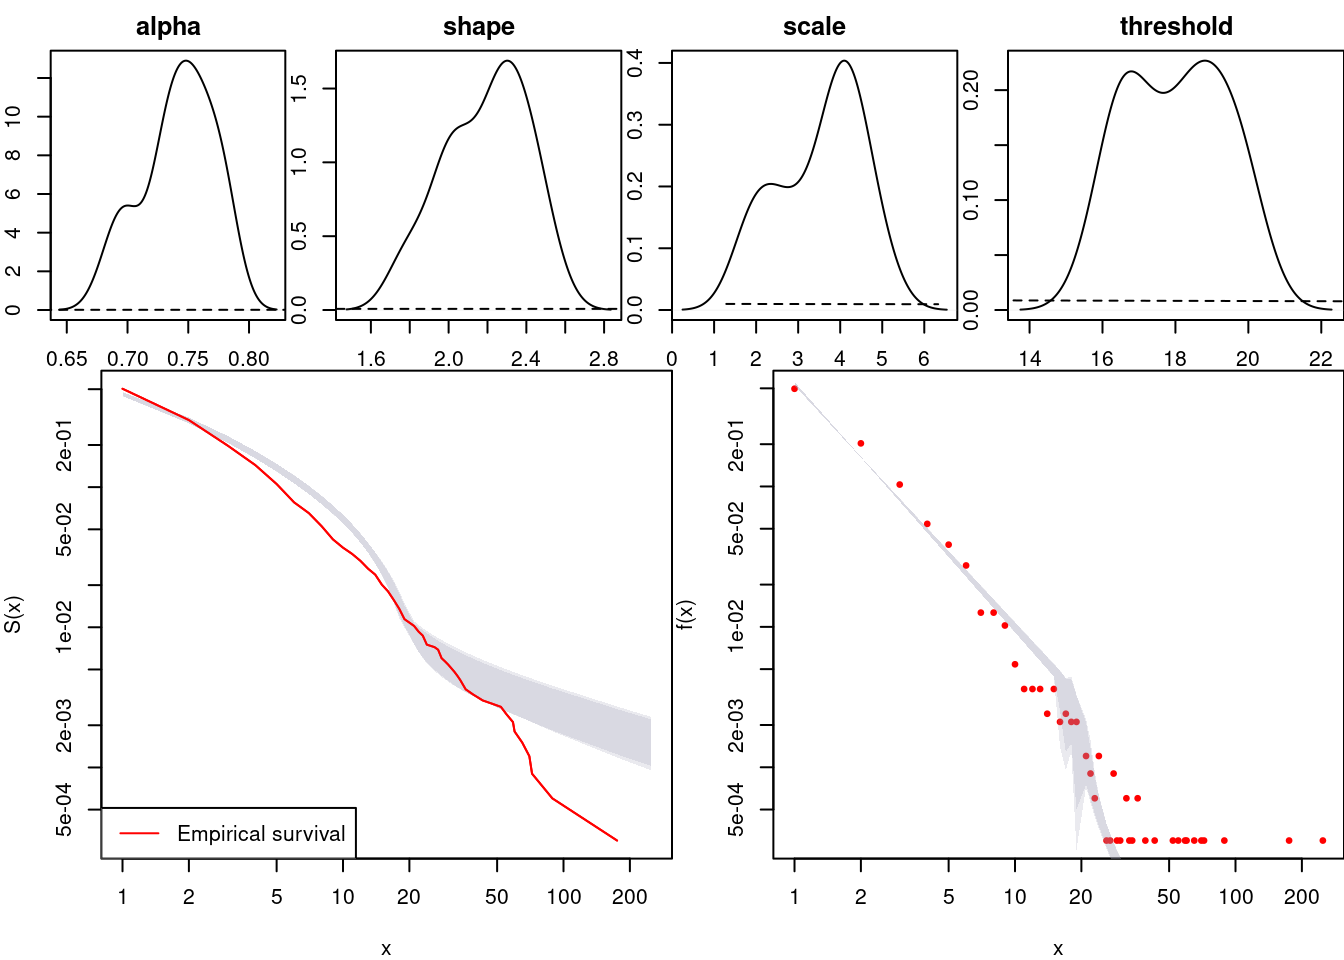 alpha
shape
scale
threshold
0 2 4 6 8 10
0.0 0.5 1.0 1.5
0.0 0.1 0.2 0.3 0.4
0.00 0.10 0.20
0.65 0.70 0.75 0.80
1.6 2.0 2.4 2.8
0 1 2 3 4 5 6
14 16 18 20 22
S(x)
5e-04 2e-03 1e-02 5e-02 2e-01
Empirical survival
1 2 5 10 20 50 100 200
x
f(x)
5e-04 2e-03 1e-02 5e-02 2e-01
1 2 5 10 20 50 100 200
x